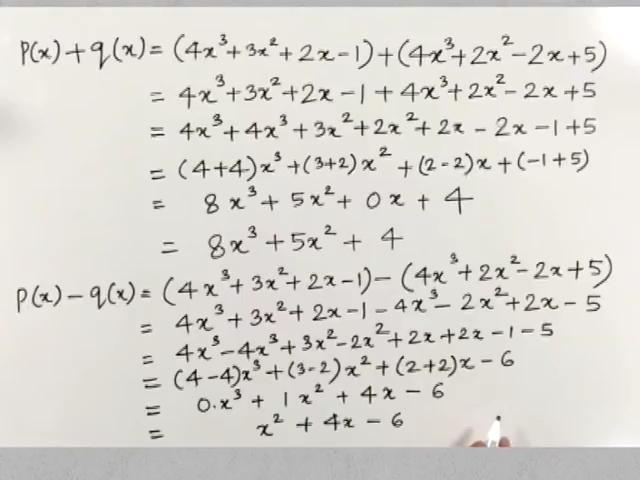 P(x) + q(x) = (4x³ + 3x² + 2x - 1) + (4x³ + 2x² - 2x + 5)
= 4x³ + 3x² + 2x - 1 + 4x³ + 2x² - 2x + 5
= 4x³ + 4x³ + 3x² + 2x² + 2x - 2x - 1 + 5
= (4+4)x³ + (3+2)x² + (2-2)x + (-1+5)
= 8x³ + 5x² + 0x + 4
= 8x³ + 5x² + 4
P(x) - q(x) = (4x³ + 3x² + 2x - 1) - (4x³ + 2x² - 2x + 5)
= 4x³ + 3x² + 2x - 1 - 4x³ - 2x² + 2x - 5
= 4x³ - 4x³ + 3x² - 2x² + 2x + 2x - 1 - 5
= (4-4)x³ + (3-2)x² + (2+2)x - 6
= 0.x³ + 1x² + 4x - 6
= x² + 4x - 6